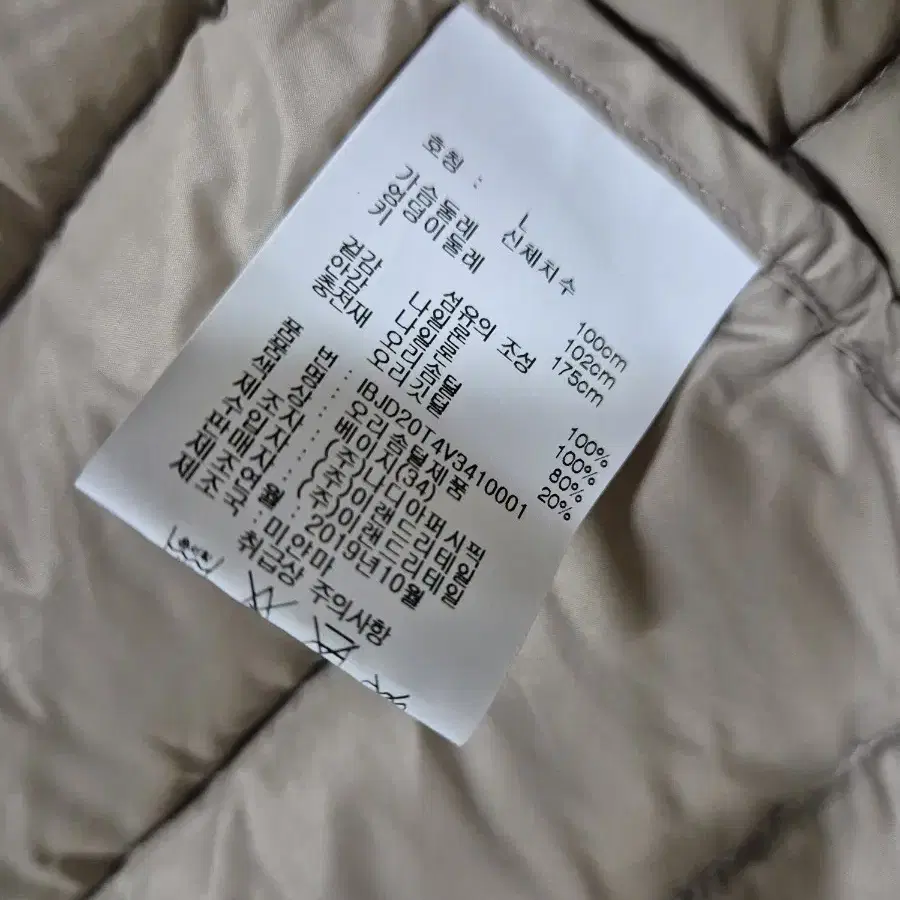 호칭 : L
신체치수
가슴둘레 100cm
엉덩이둘레 102cm
키 175cm
섬유의 조성
겉감 나일론 100%
안감 나일론 100%
충전재 오리솜털 80%
오리깃털 20%
품 번 : IBJD20T4V3410001
품 명 : 오리솜털제품
색 상 : 베이지(34)
제 조 자 : (주)나디아퍼시픽
수 입 자 : (주)이랜드리테일
판 매 자 : (주)이랜드리테일
제조연월 : 2019년10월
제 조 국 : 미얀마
취급상 주의사항